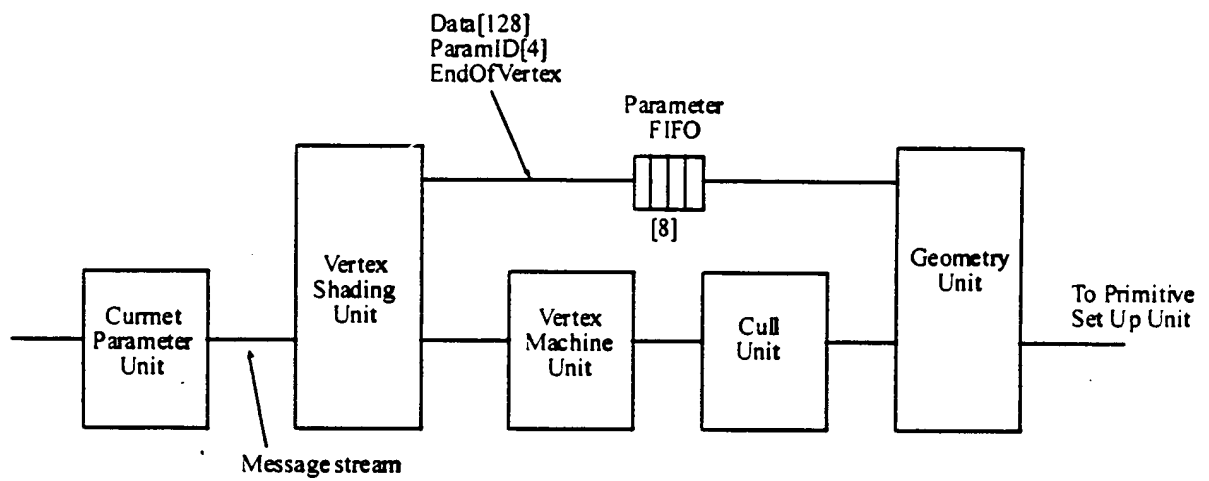 Data[128]
ParamID[4]
EndOfVertex
Parameter
FIFO
[8]
Vertex
Shading
Unit
Geometry
Unit
Currnet
Parameter
Unit
Vertex
Machine
Unit
Cull
Unit
To Primitive
Set Up Unit
Message stream